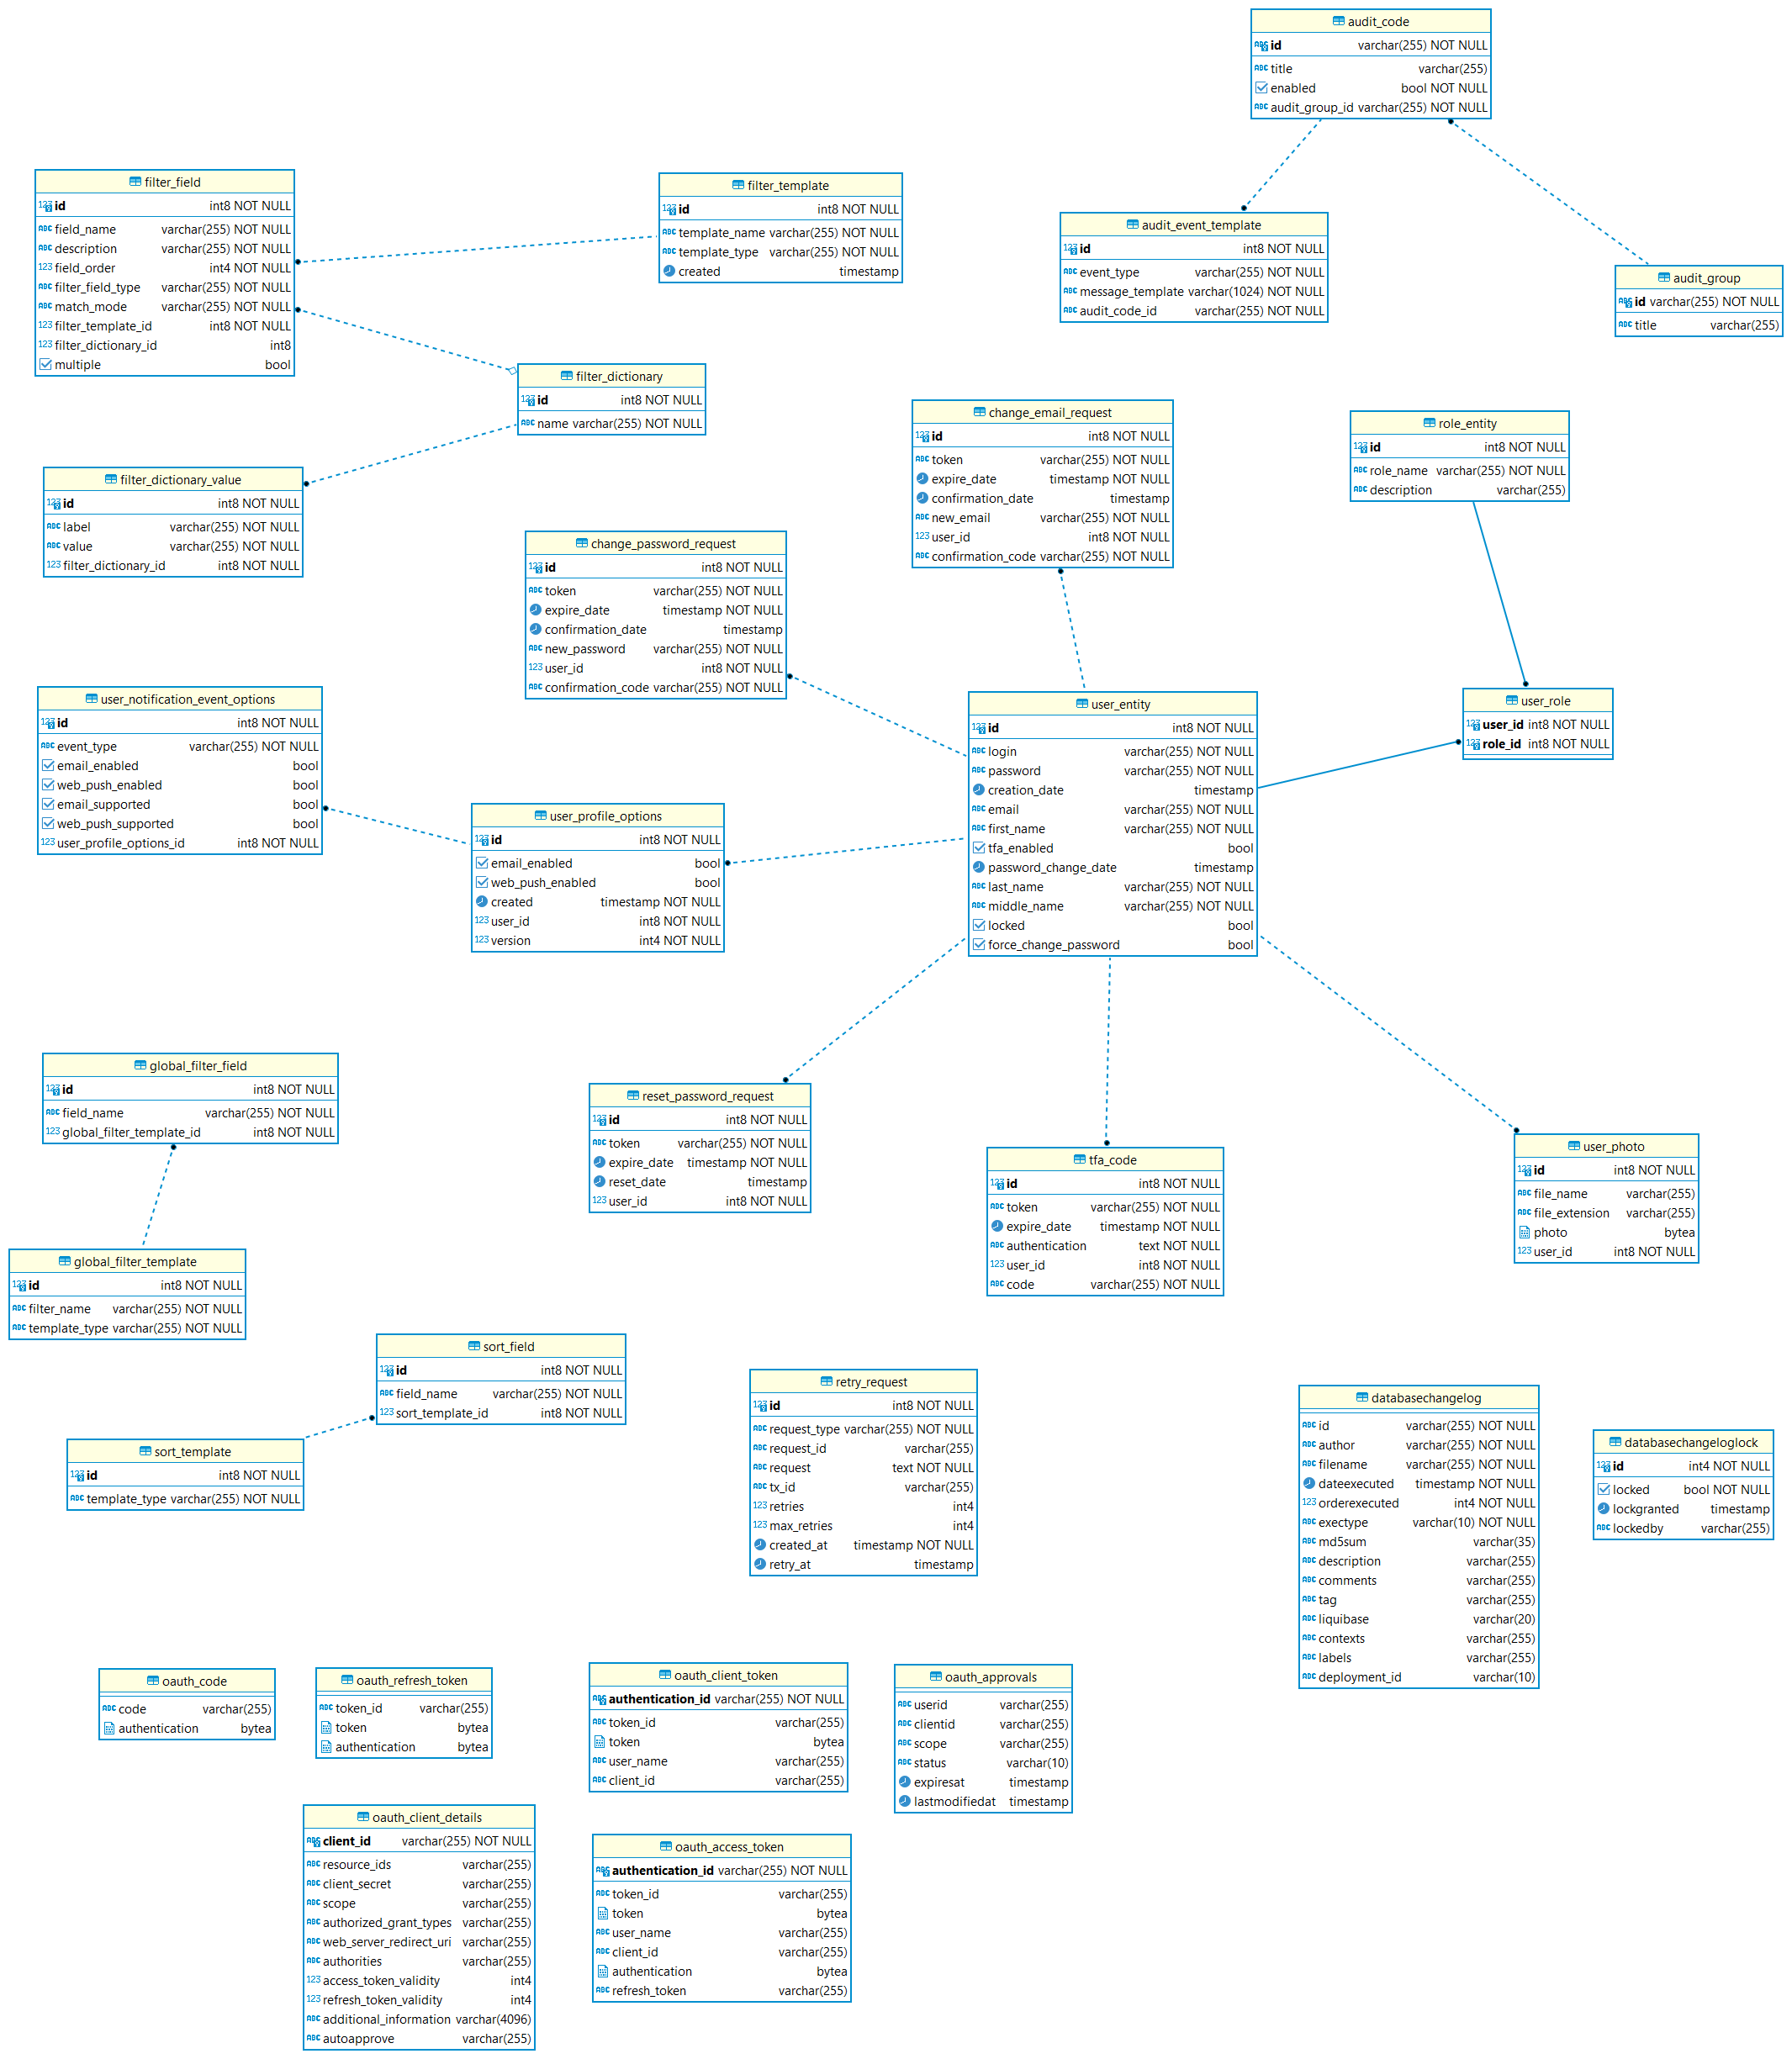 audit_code
id varchar(255) NOT NULL
title varchar(255)
enabled bool NOT NULL
audit_group_id varchar(255) NOT NULL
filter_field
id int8 NOT NULL
field_name varchar(255) NOT NULL
description varchar(255) NOT NULL
field_order int4 NOT NULL
filter_field_type varchar(255) NOT NULL
match_mode varchar(255) NOT NULL
filter_template_id int8 NOT NULL
filter_dictionary_id int8
multiple bool
filter_template
id int8 NOT NULL
template_name varchar(255) NOT NULL
template_type varchar(255) NOT NULL
created timestamp
audit_event_template
id int8 NOT NULL
event_type varchar(255) NOT NULL
message_template varchar(1024) NOT NULL
audit_code_id varchar(255) NOT NULL
audit_group
id varchar(255) NOT NULL
title varchar(255)
filter_dictionary
id int8 NOT NULL
name varchar(255) NOT NULL
change_email_request
id int8 NOT NULL
token varchar(255) NOT NULL
expire_date timestamp NOT NULL
confirmation_date timestamp
new_email varchar(255) NOT NULL
user_id int8 NOT NULL
confirmation_code varchar(255) NOT NULL
role_entity
id int8 NOT NULL
role_name varchar(255) NOT NULL
description varchar(255)
filter_dictionary_value
id int8 NOT NULL
label varchar(255) NOT NULL
value varchar(255) NOT NULL
filter_dictionary_id int8 NOT NULL
change_password_request
id int8 NOT NULL
token varchar(255) NOT NULL
expire_date timestamp NOT NULL
confirmation_date timestamp
new_password varchar(255) NOT NULL
user_id int8 NOT NULL
confirmation_code varchar(255) NOT NULL
user_notification_event_options
id int8 NOT NULL
event_type varchar(255) NOT NULL
email_enabled bool
web_push_enabled bool
email_supported bool
web_push_supported bool
user_profile_options_id int8 NOT NULL
user_entity
id int8 NOT NULL
login varchar(255) NOT NULL
password varchar(255) NOT NULL
creation_date timestamp
email varchar(255) NOT NULL
first_name varchar(255) NOT NULL
tfa_enabled bool
password_change_date timestamp
last_name varchar(255) NOT NULL
middle_name varchar(255) NOT NULL
locked bool
force_change_password bool
user_role
user_id int8 NOT NULL
role_id int8 NOT NULL
user_profile_options
id int8 NOT NULL
email_enabled bool
web_push_enabled bool
created timestamp NOT NULL
user_id int8 NOT NULL
version int4 NOT NULL
global_filter_field
id int8 NOT NULL
field_name varchar(255) NOT NULL
global_filter_template_id int8 NOT NULL
reset_password_request
id int8 NOT NULL
token varchar(255) NOT NULL
expire_date timestamp NOT NULL
reset_date timestamp
user_id int8 NOT NULL
tfa_code
id int8 NOT NULL
token varchar(255) NOT NULL
expire_date timestamp NOT NULL
authentication text NOT NULL
user_id int8 NOT NULL
code varchar(255) NOT NULL
user_photo
id int8 NOT NULL
file_name varchar(255)
file_extension varchar(255)
photo bytea
user_id int8 NOT NULL
global_filter_template
id int8 NOT NULL
filter_name varchar(255) NOT NULL
template_type varchar(255) NOT NULL
sort_field
id int8 NOT NULL
field_name varchar(255) NOT NULL
sort_template_id int8 NOT NULL
sort_template
id int8 NOT NULL
template_type varchar(255) NOT NULL
retry_request
id int8 NOT NULL
request_type varchar(255) NOT NULL
request_id varchar(255)
request text NOT NULL
tx_id varchar(255)
retries int4
max_retries int4
created_at timestamp NOT NULL
retry_at timestamp
databasechangelog
id varchar(255) NOT NULL
author varchar(255) NOT NULL
filename varchar(255) NOT NULL
dateexecuted timestamp NOT NULL
orderexecuted int4 NOT NULL
exectype varchar(10) NOT NULL
md5sum varchar(35)
description varchar(255)
comments varchar(255)
tag varchar(255)
liquibase varchar(20)
contexts varchar(255)
labels varchar(255)
deployment_id varchar(10)
databasechangeloglock
id int4 NOT NULL
locked bool NOT NULL
lockgranted timestamp
lockedby varchar(255)
oauth_code
code varchar(255)
authentication bytea
oauth_refresh_token
token_id varchar(255)
token bytea
authentication bytea
oauth_client_token
authentication_id varchar(255) NOT NULL
token_id varchar(255)
token bytea
user_name varchar(255)
client_id varchar(255)
oauth_approvals
userid varchar(255)
clientid varchar(255)
scope varchar(255)
status varchar(10)
expiresat timestamp
lastmodifiedat timestamp
oauth_client_details
client_id varchar(255) NOT NULL
resource_ids varchar(255)
client_secret varchar(255)
scope varchar(255)
authorized_grant_types varchar(255)
web_server_redirect_uri varchar(255)
authorities varchar(255)
access_token_validity int4
refresh_token_validity int4
additional_information varchar(4096)
autoapprove varchar(255)
oauth_access_token
authentication_id varchar(255) NOT NULL
token_id varchar(255)
token bytea
user_name varchar(255)
client_id varchar(255)
authentication bytea
refresh_token varchar(255)